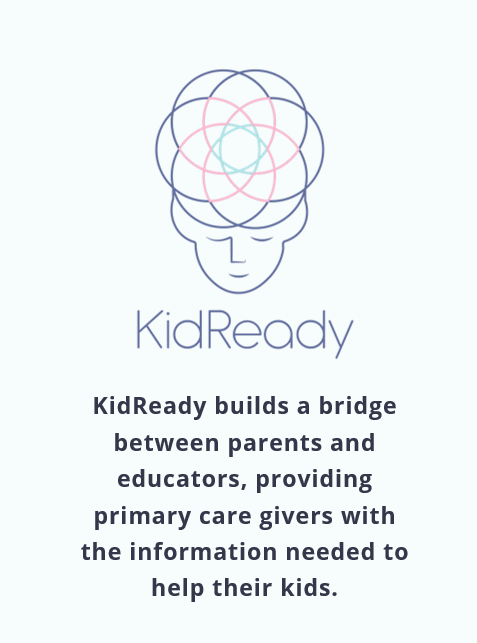 KidReady
KidReady builds a bridge
between parents and
educators, providing
primary care givers with
the information needed to
help their kids.